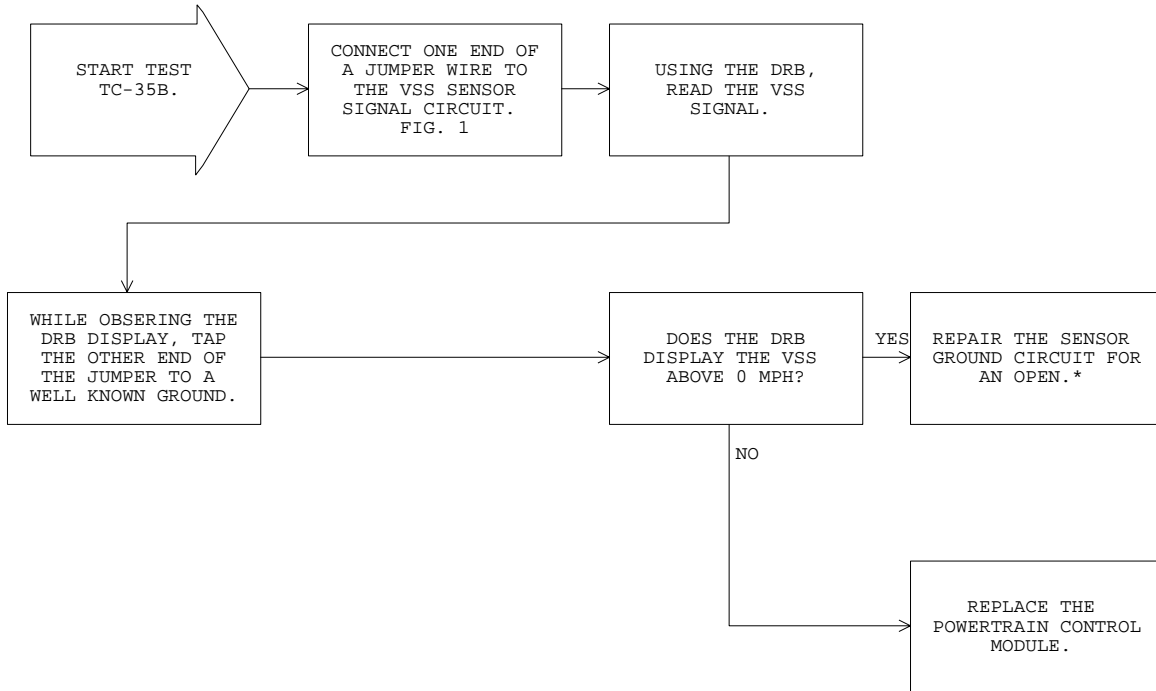 START TEST
TC-35B.
CONNECT ONE END OF
A JUMPER WIRE TO
THE VSS SENSOR
SIGNAL CIRCUIT.
FIG. 1
USING THE DRB,
READ THE VSS
SIGNAL.
WHILE OBSERING THE
DRB DISPLAY, TAP
THE OTHER END OF
THE JUMPER TO A
WELL KNOWN GROUND.
DOES THE DRB
DISPLAY THE VSS
ABOVE 0 MPH?
YES
REPAIR THE SENSOR
GROUND CIRCUIT FOR
AN OPEN.*
NO
REPLACE THE
POWERTRAIN CONTROL
MODULE.